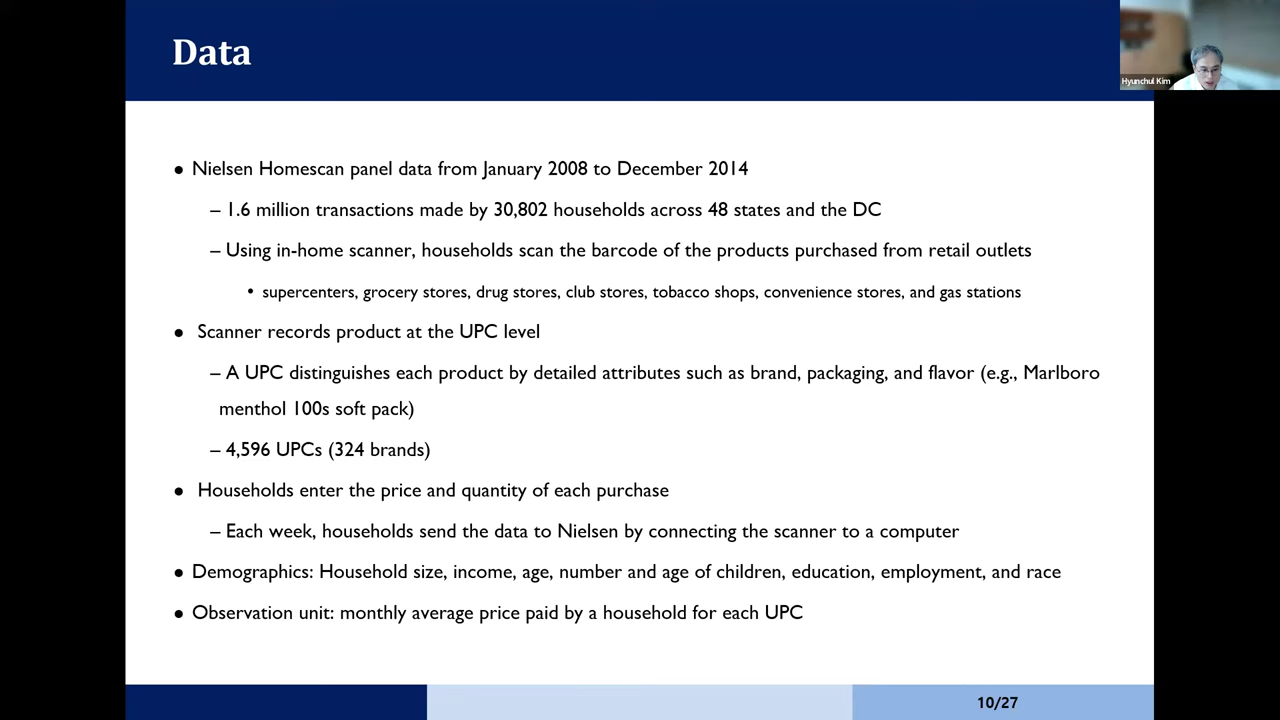 Data
Hyunchul Kim
● Nielsen Homescan panel data from January 2008 to December 2014
– 1.6 million transactions made by 30,802 households across 48 states and the DC
– Using in-home scanner, households scan the barcode of the products purchased from retail outlets
• supercenters, grocery stores, drug stores, club stores, tobacco shops, convenience stores, and gas stations
● Scanner records product at the UPC level
– A UPC distinguishes each product by detailed attributes such as brand, packaging, and flavor (e.g., Marlboro
menthol 100s soft pack)
– 4,596 UPCs (324 brands)
● Households enter the price and quantity of each purchase
– Each week, households send the data to Nielsen by connecting the scanner to a computer
● Demographics: Household size, income, age, number and age of children, education, employment, and race
● Observation unit: monthly average price paid by a household for each UPC
10/27